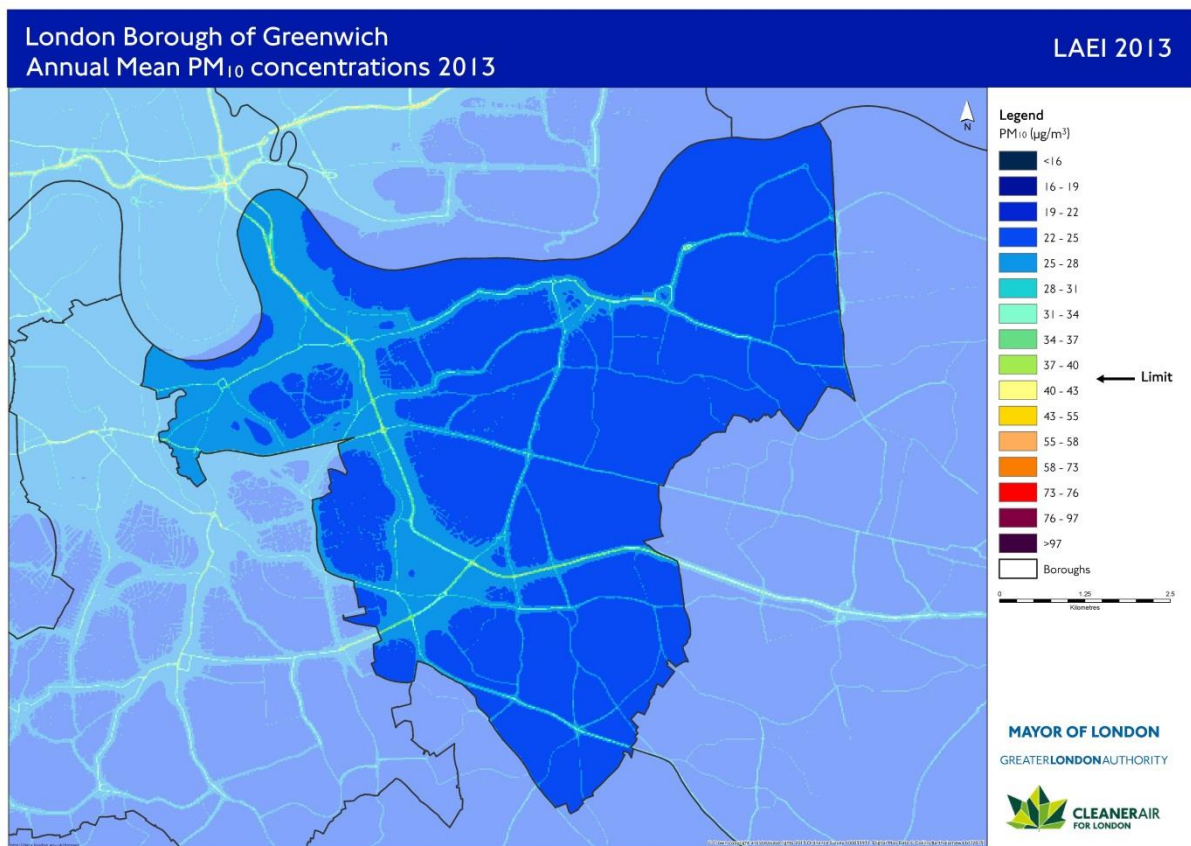 London Borough of Greenwich
Annual Mean PM₁₀ concentrations 2013
LAEI 2013
N
Legend
PM₁₀ (µg/m³)
<16
16 - 19
19 - 22
22 - 25
25 - 28
28 - 31
31 - 34
34 - 37
37 - 40
40 - 43
43 - 55
55 - 58
58 - 73
73 - 76
76 - 97
>97
Boroughs
Limit
0 1.25 2.5
Kilometres
MAYOR OF LONDON
GREATERLONDONAUTHORITY
CLEANERAIR
FOR LONDON